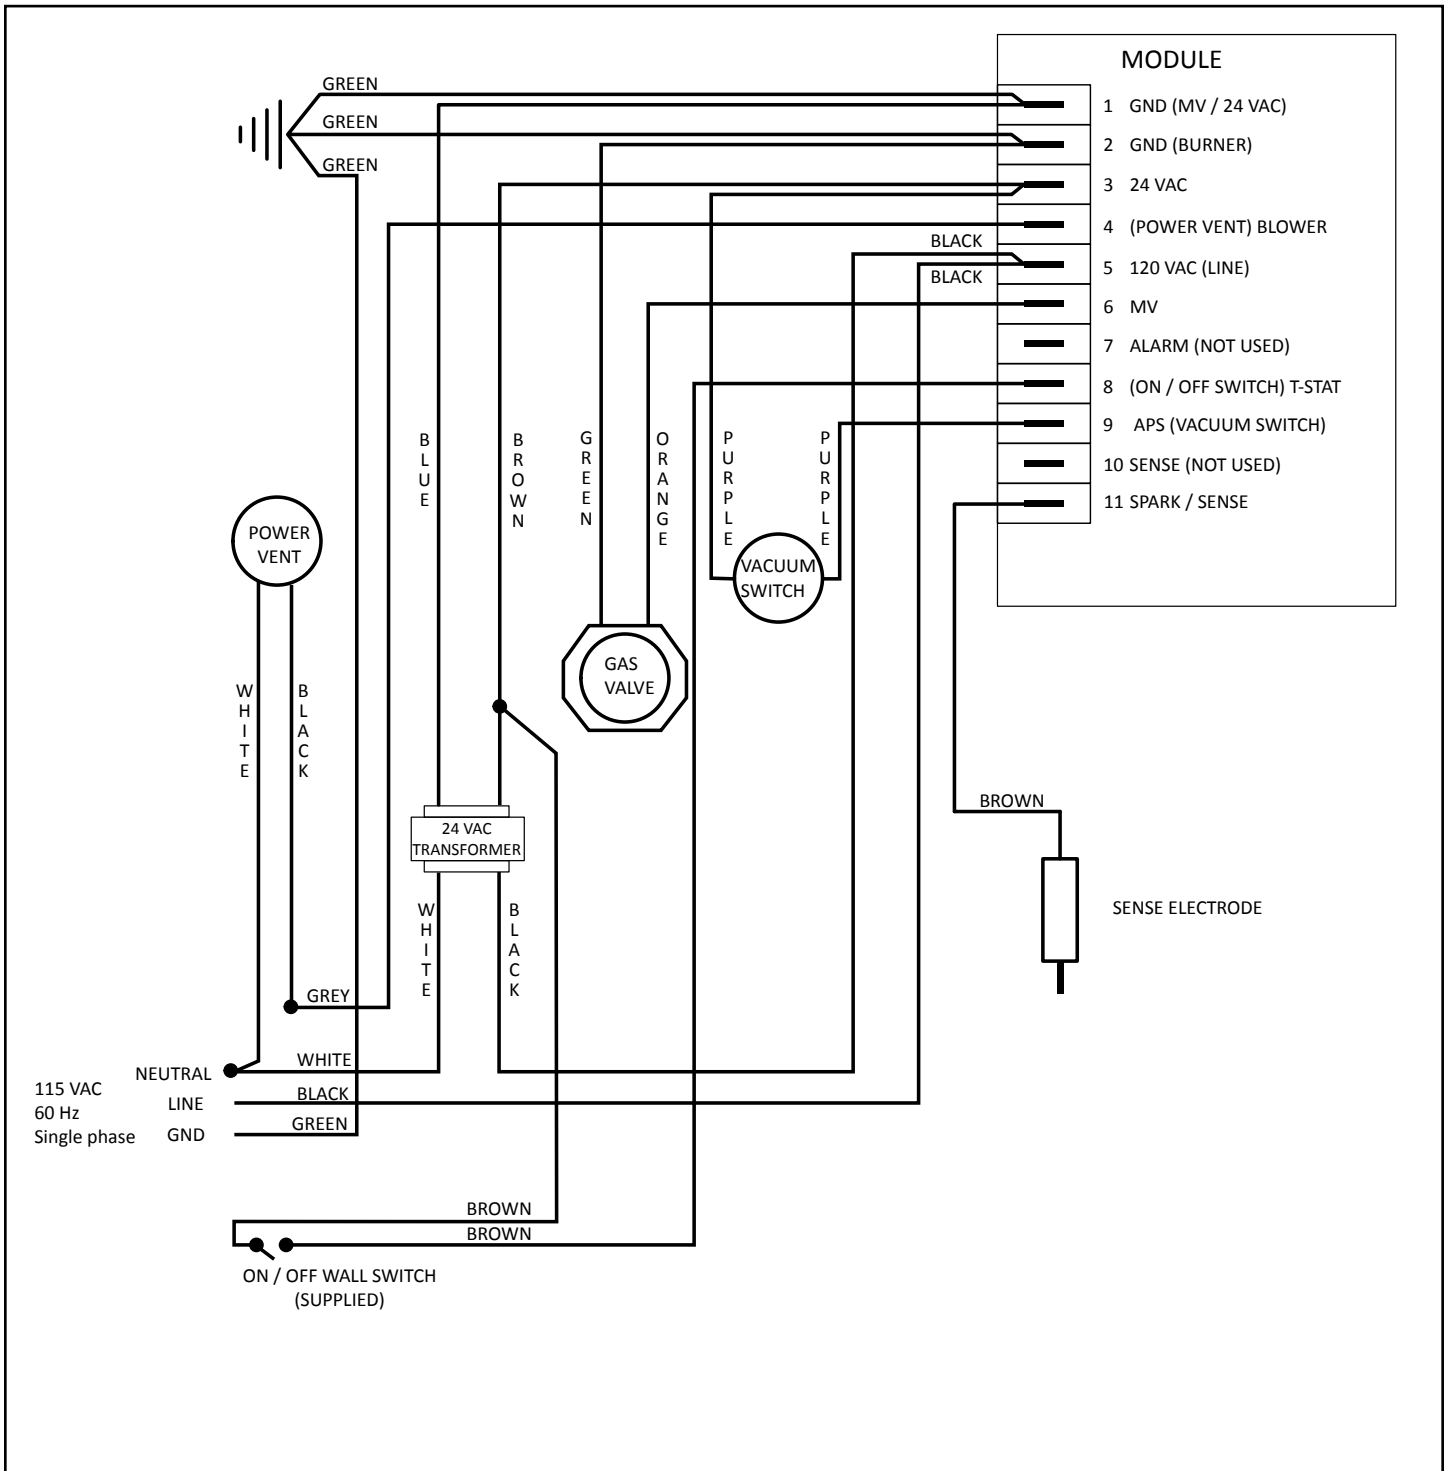 MODULE
GREEN
1 GND (MV / 24 VAC)
GREEN
2 GND (BURNER)
GREEN
3 24 VAC
4 (POWER VENT) BLOWER
BLACK
5 120 VAC (LINE)
BLACK
6 MV
7 ALARM (NOT USED)
8 (ON / OFF SWITCH) T-STAT
9 APS (VACUUM SWITCH)
10 SENSE (NOT USED)
11 SPARK / SENSE
BLUE
BROWN
GREEN
ORANGE
PURPLE
PURPLE
POWER
VENT
VACUUM
SWITCH
GAS
VALVE
WHITE
BLACK
24 VAC
TRANSFORMER
BROWN
SENSE ELECTRODE
WHITE
BLACK
GREY
WHITE
NEUTRAL
115 VAC
60 Hz
Single phase
BLACK
LINE
GREEN
GND
BROWN
BROWN
ON / OFF WALL SWITCH
(SUPPLIED)